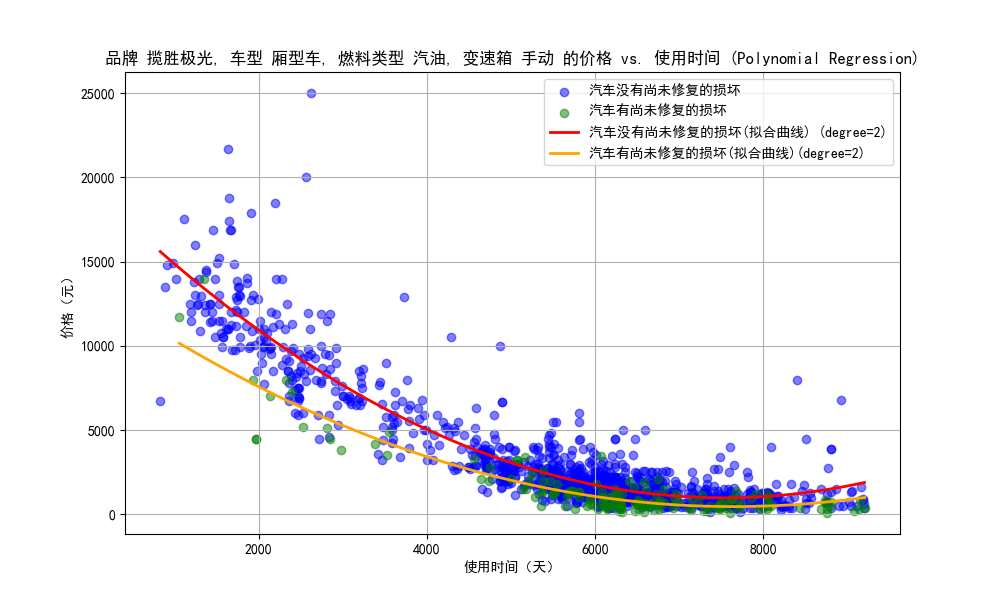 品牌 揽胜极光, 车型 厢型车, 燃料类型 汽油, 变速箱 手动 的价格 vs. 使用时间 (Polynomial Regression)
汽车没有尚未修复的损坏
汽车有尚未修复的损坏
汽车没有尚未修复的损坏(拟合曲线) (degree=2)
汽车有尚未修复的损坏(拟合曲线)(degree=2)
价格（元）
25000
20000
15000
10000
5000
0
2000
4000
6000
8000
使用时间（天）